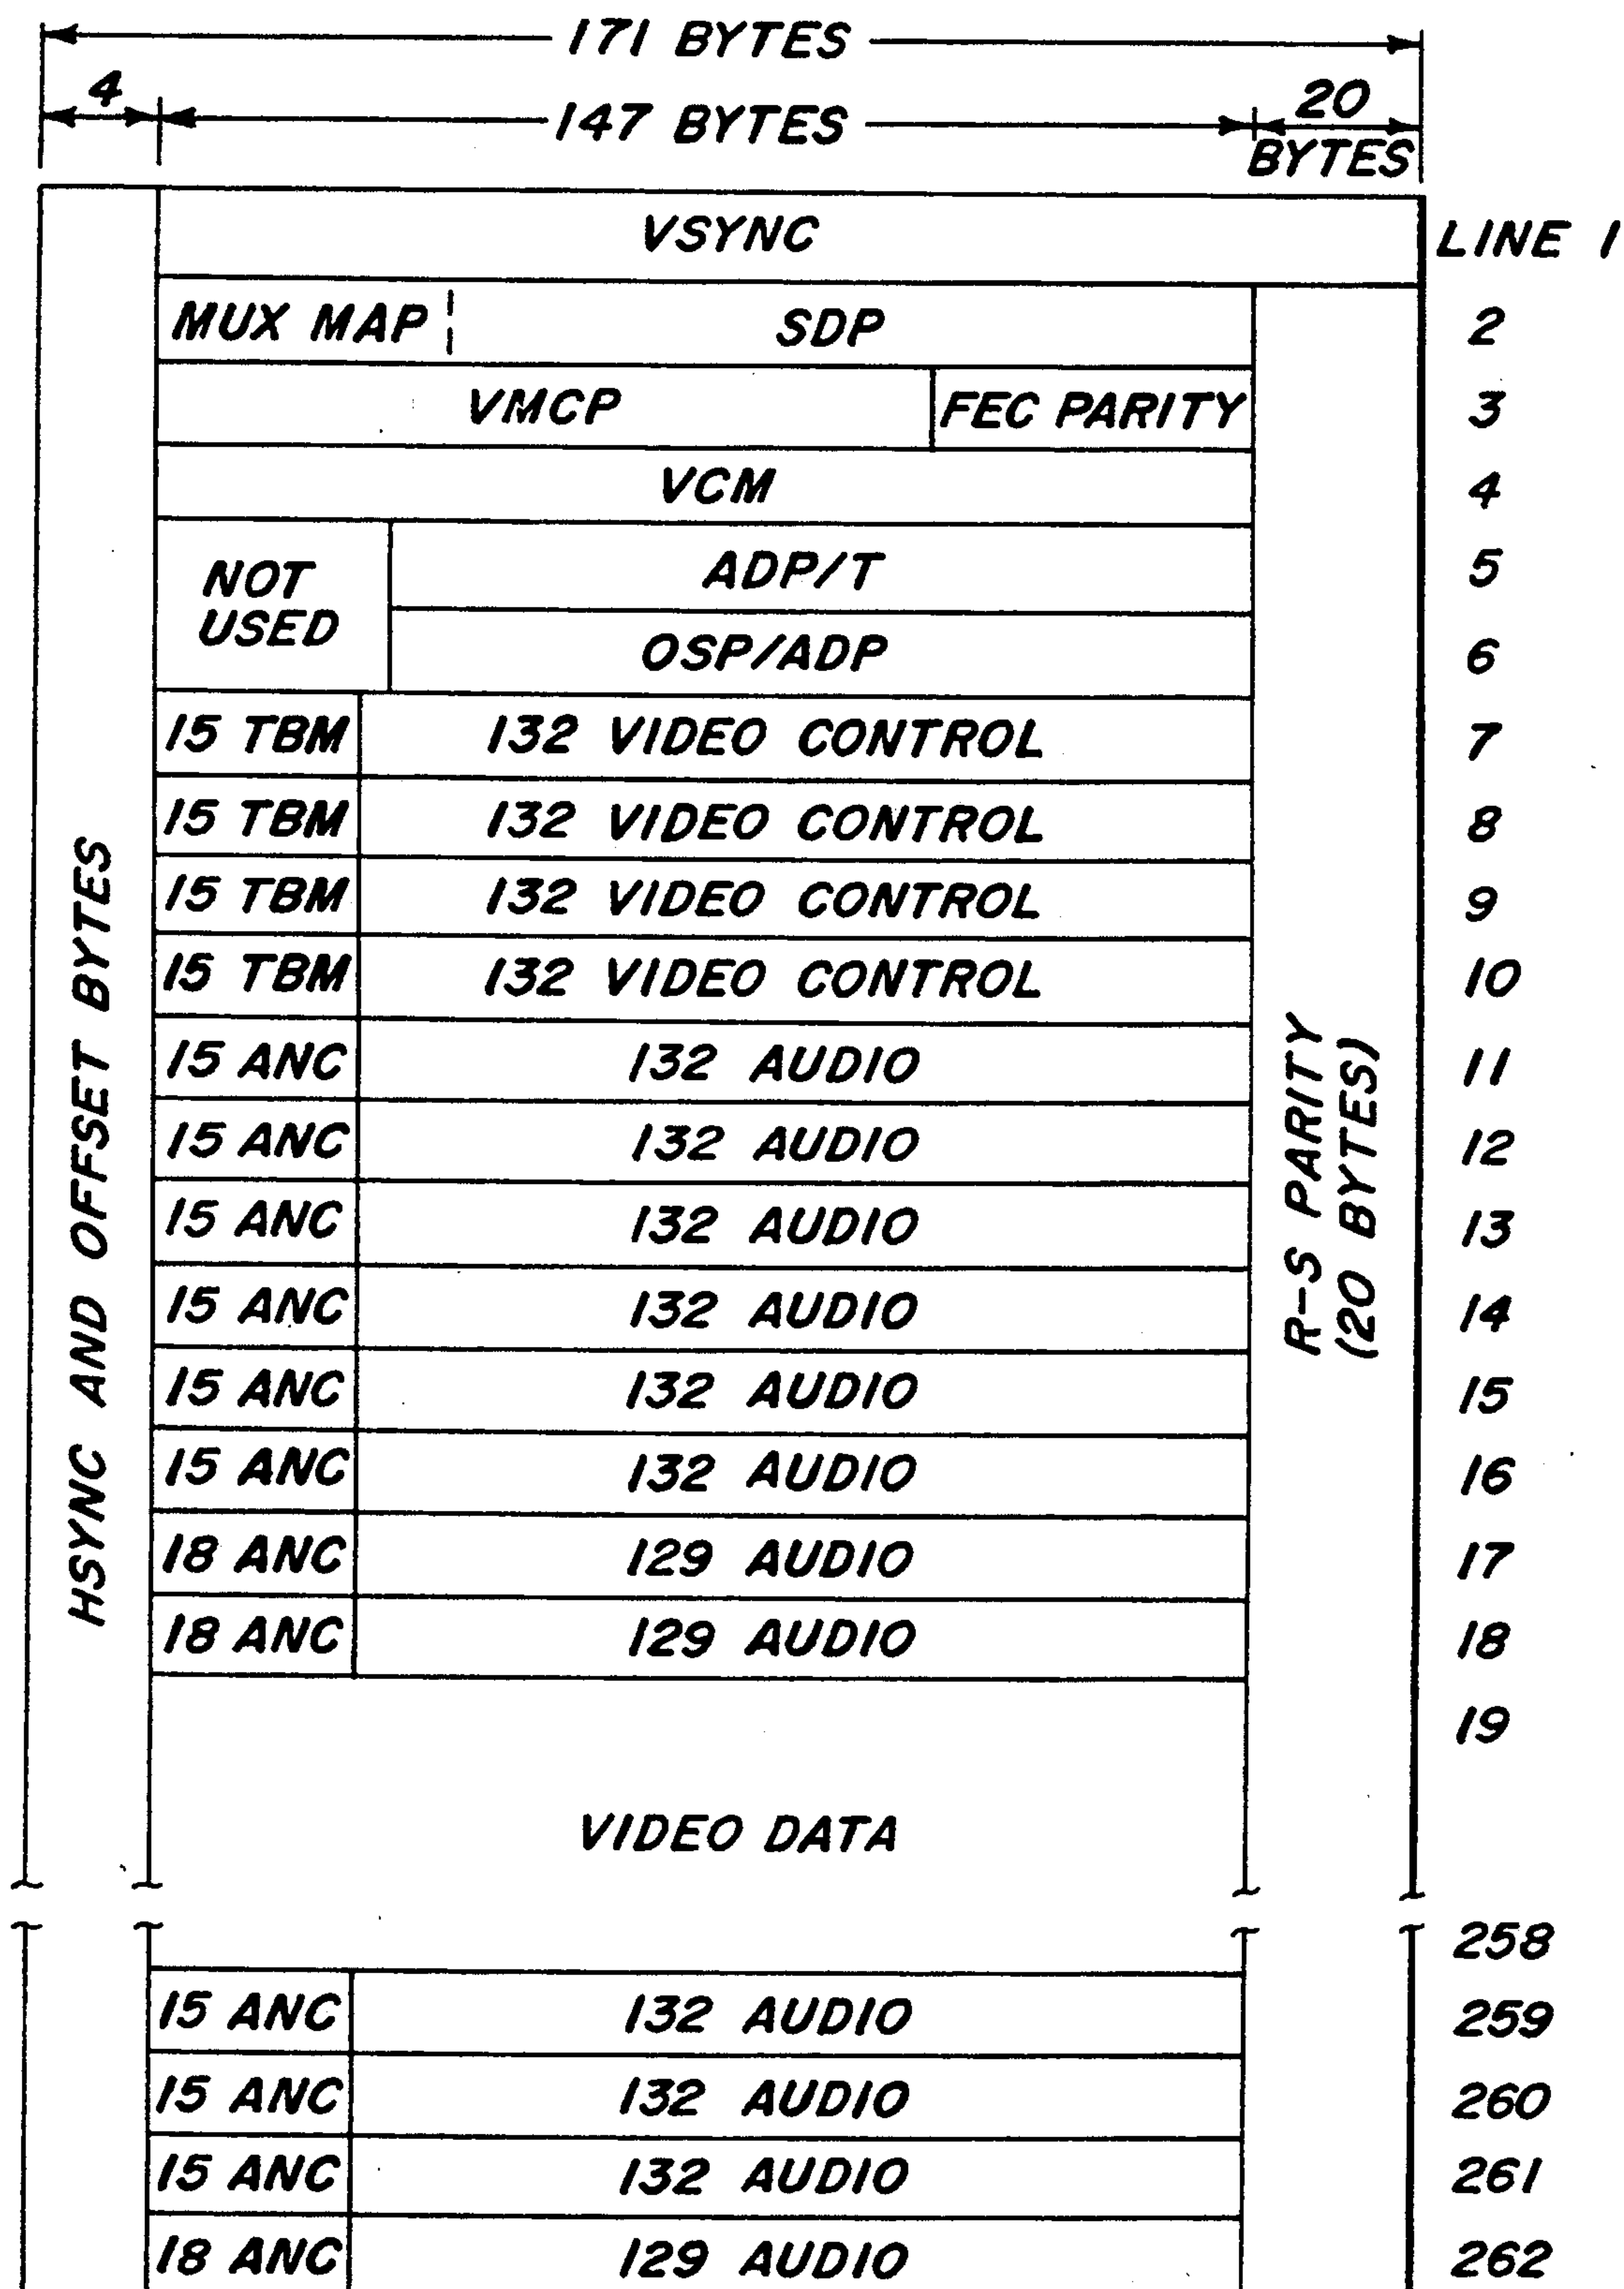 171 BYTES
4
147 BYTES
20
BYTES
VSYNC
LINE 1
MUX MAP
SDP
2
VMCP
FEC PARITY
3
VCM
4
NOT
USED
ADP/T
5
OSP/ADP
6
15 TBM
132 VIDEO CONTROL
7
15 TBM
132 VIDEO CONTROL
8
15 TBM
132 VIDEO CONTROL
9
15 TBM
132 VIDEO CONTROL
10
15 ANC
132 AUDIO
11
15 ANC
132 AUDIO
12
15 ANC
132 AUDIO
13
15 ANC
132 AUDIO
14
15 ANC
132 AUDIO
15
15 ANC
132 AUDIO
16
18 ANC
129 AUDIO
17
18 ANC
129 AUDIO
18
19
VIDEO DATA
258
15 ANC
132 AUDIO
259
15 ANC
132 AUDIO
260
15 ANC
132 AUDIO
261
18 ANC
129 AUDIO
262
HSYNC AND OFFSET BYTES
R-S PARITY
(20 BYTES)